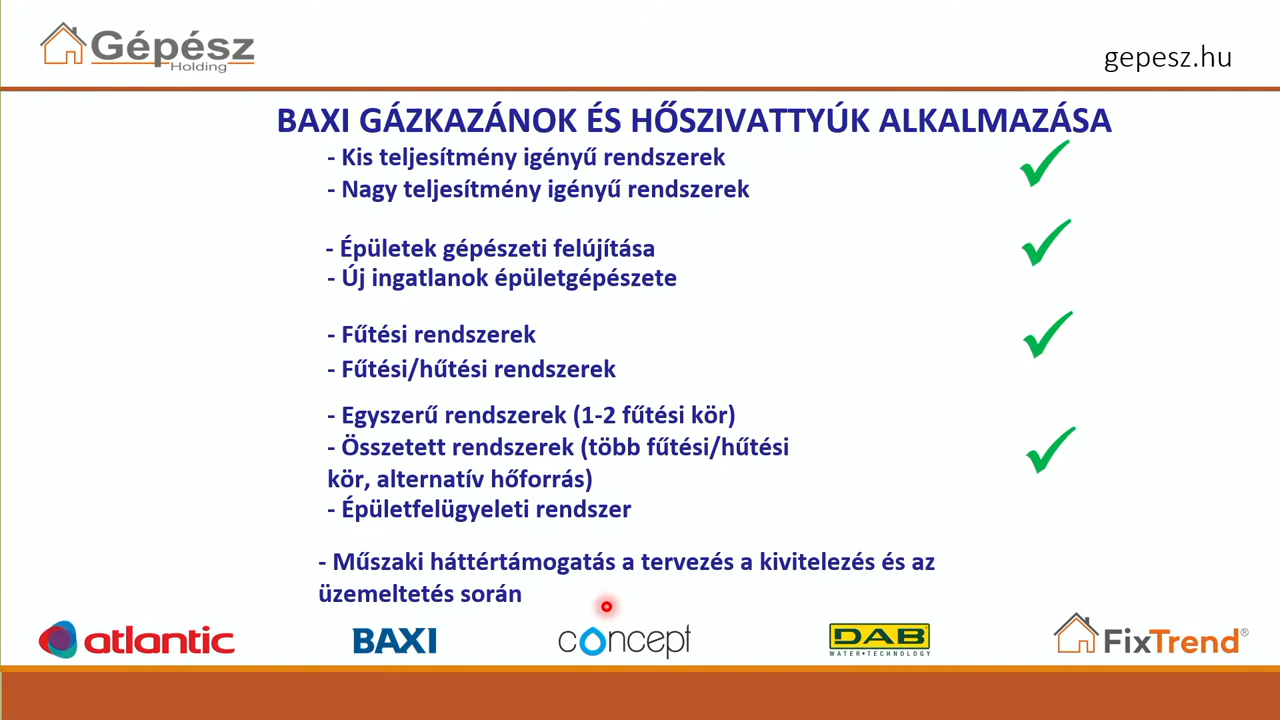 Gépész
Holding
gepesz.hu
BAXI GÁZKAZÁNOK ÉS HŐSZIVATTYÚK ALKALMAZÁSA
- Kis teljesítmény igényű rendszerek
- Nagy teljesítmény igényű rendszerek
- Épületek gépészeti felújítása
- Új ingatlanok épületgépészete
- Fűtési rendszerek
- Fűtési/hűtési rendszerek
- Egyszerű rendszerek (1-2 fűtési kör)
- Összetett rendszerek (több fűtési/hűtési
kör, alternatív hőforrás)
- Épületfelügyeleti rendszer
- Műszaki háttértámogatás a tervezés a kivitelezés és az
üzemeltetés során
atlantic
BAXI
concept
DAB
WATER•TECHNOLOGY
FixTrend®